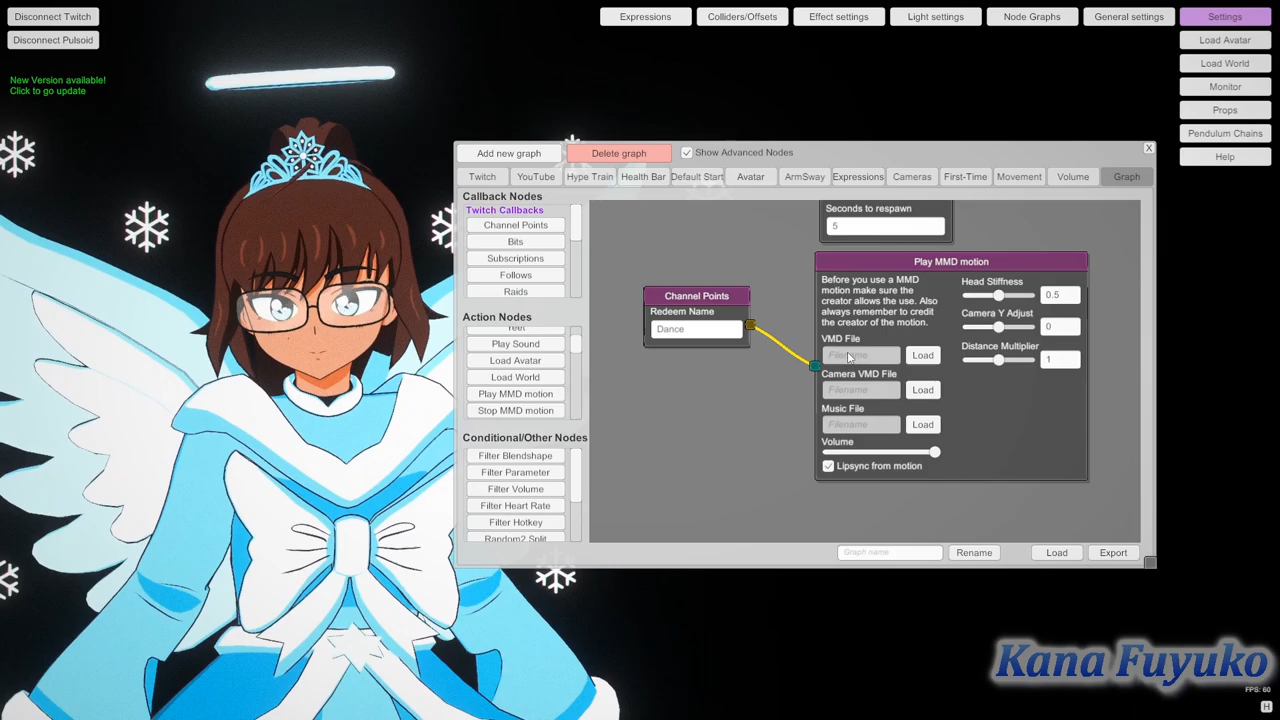 Disconnect Twitch
Disconnect Pulsoid
New Version available!
Click to go update
Expressions
Colliders/Offsets
Effect settings
Light settings
Node Graphs
General settings
Settings
Load Avatar
Load World
Monitor
Props
Pendulum Chains
Help
Add new graph
Delete graph
Show Advanced Nodes
X
Twitch
YouTube
Hype Train
Health Bar
Default Start
Avatar
ArmSway
Expressions
Cameras
First-Time
Movement
Volume
Graph
Callback Nodes
Twitch Callbacks
Channel Points
Bits
Subscriptions
Follows
Raids
Action Nodes
Yeet
Play Sound
Load Avatar
Load World
Play MMD motion
Stop MMD motion
Conditional/Other Nodes
Filter Blendshape
Filter Parameter
Filter Volume
Filter Heart Rate
Filter Hotkey
Random2 Split
Seconds to respawn
5
Channel Points
Redeem Name
Dance
Play MMD motion
Before you use a MMD
motion make sure the
creator allows the use. Also
always remember to credit
the creator of the motion.
VMD File
Filename
Load
Camera VMD File
Filename
Load
Music File
Filename
Load
Volume
Lipsync from motion
Head Stiffness
0.5
Camera Y Adjust
0
Distance Multiplier
1
Graph name
Rename
Load
Export
Kana Fuyuko
FPS: 60
H